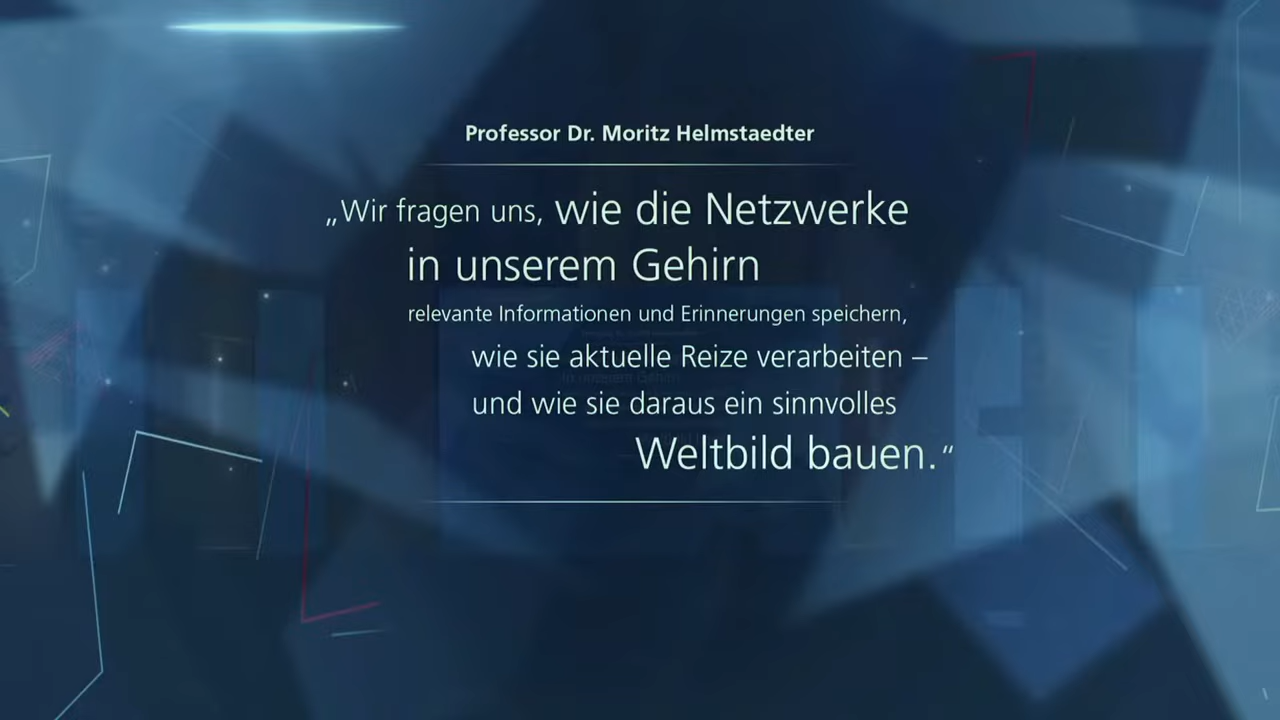 Professor Dr. Moritz Helmstaedter
„Wir fragen uns, wie die Netzwerke
in unserem Gehirn
relevante Informationen und Erinnerungen speichern,
wie sie aktuelle Reize verarbeiten –
und wie sie daraus ein sinnvolles
Weltbild bauen.“